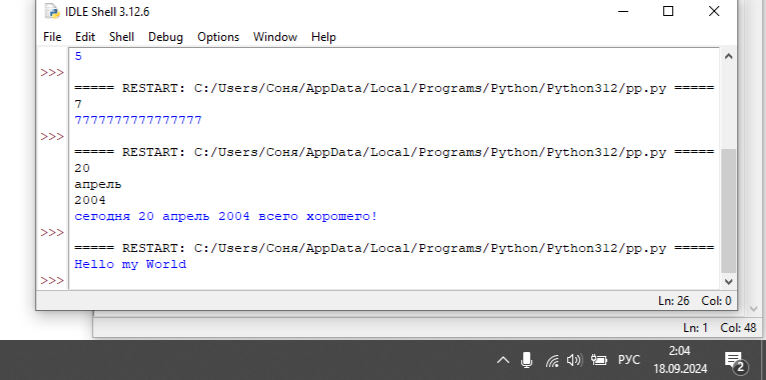 IDLE Shell 3.12.6
File Edit Shell Debug Options Window Help
5
>>>
===== RESTART: C:/Users/Соня/AppData/Local/Programs/Python/Python312/pp.py =====
7
7777777777777777
>>>
===== RESTART: C:/Users/Соня/AppData/Local/Programs/Python/Python312/pp.py =====
20
апрель
2004
сегодня 20 апрель 2004 всего хорошего!
>>>
===== RESTART: C:/Users/Соня/AppData/Local/Programs/Python/Python312/pp.py =====
Hello my World
>>>
Ln: 26 Col: 0
Ln: 1 Col: 48
РУС
2:04
18.09.2024
2